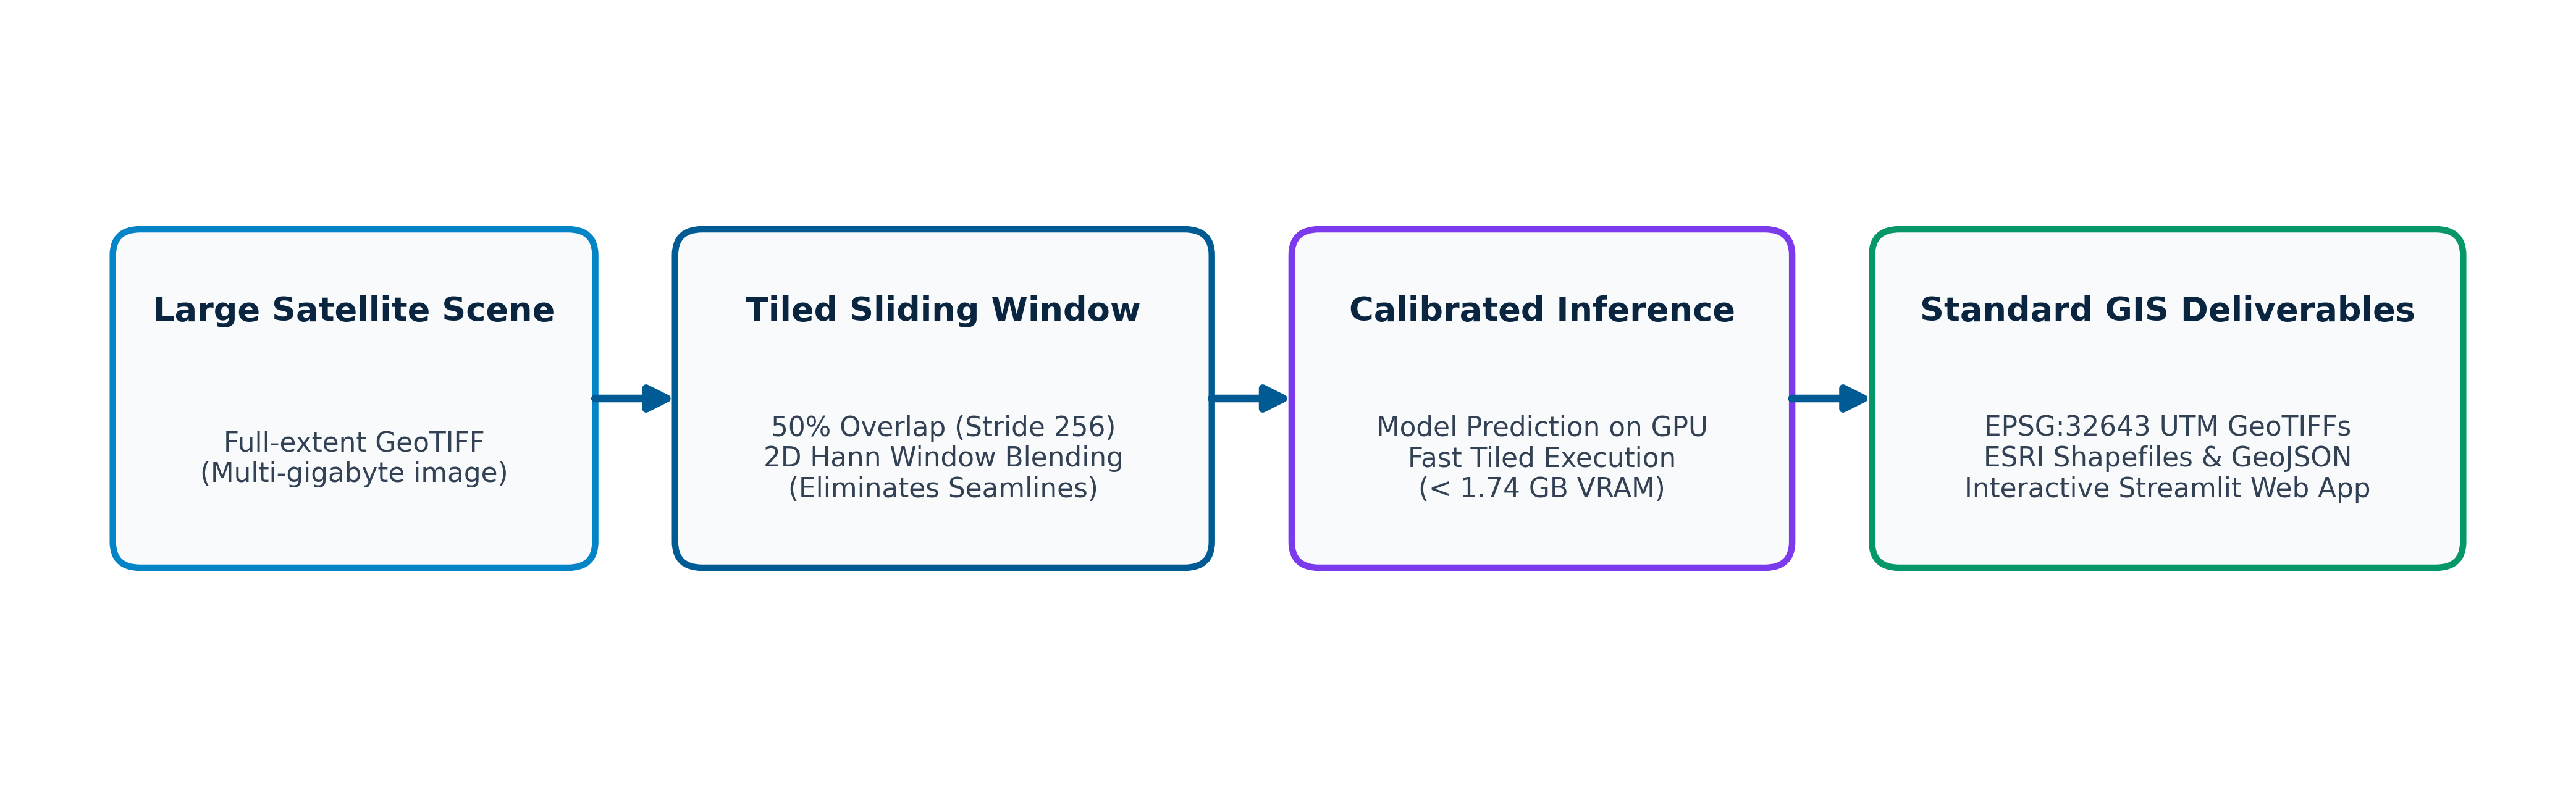 Large Satellite Scene
Full-extent GeoTIFF
(Multi-gigabyte image)
Tiled Sliding Window
50% Overlap (Stride 256)
2D Hann Window Blending
(Eliminates Seamlines)
Calibrated Inference
Model Prediction on GPU
Fast Tiled Execution
(< 1.74 GB VRAM)
Standard GIS Deliverables
EPSG:32643 UTM GeoTIFFs
ESRI Shapefiles & GeoJSON
Interactive Streamlit Web App